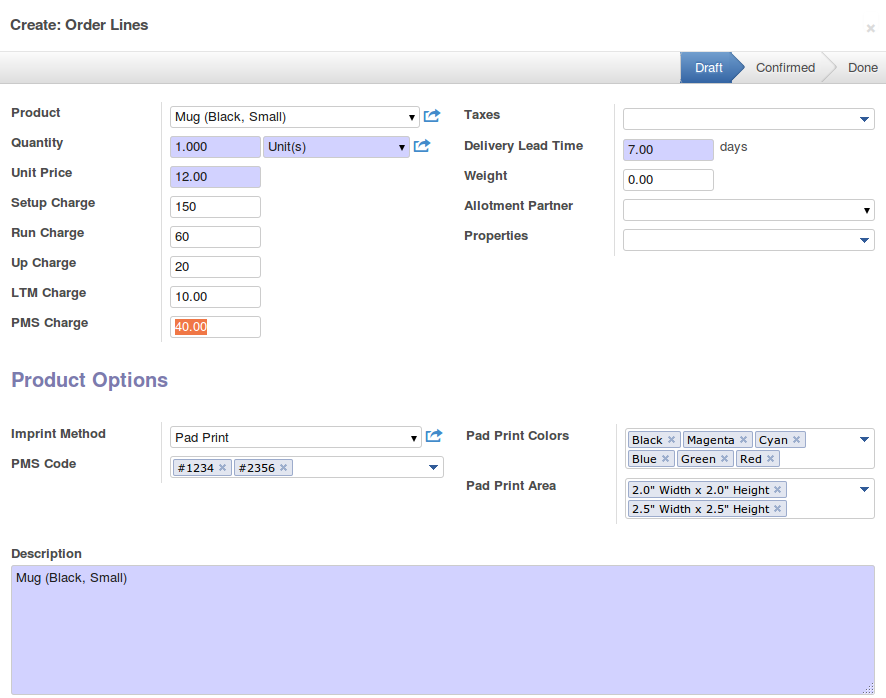 Create: Order Lines
×
Draft Confirmed Done
Product Mug (Black, Small)
Quantity 1.000 Unit(s)
Unit Price 12.00
Setup Charge 150
Run Charge 60
Up Charge 20
LTM Charge 10.00
PMS Charge 40.00
Taxes
Delivery Lead Time 7.00 days
Weight 0.00
Allotment Partner
Properties
Product Options
Imprint Method Pad Print
PMS Code #1234 × #2356 ×
Pad Print Colors Black × Magenta × Cyan ×
Blue × Green × Red ×
Pad Print Area 2.0" Width x 2.0" Height ×
2.5" Width x 2.5" Height ×
Description
Mug (Black, Small)